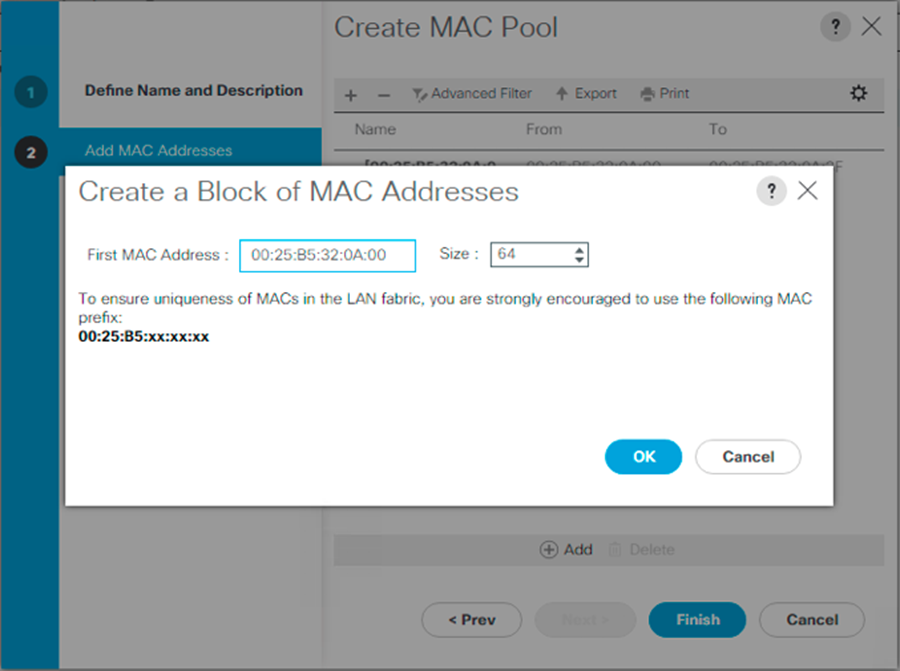 Create MAC Pool
?
1
Define Name and Description
+ − Advanced Filter Export Print
2
Add MAC Addresses
Name From To
Create a Block of MAC Addresses
?
First MAC Address : 00:25:B5:32:0A:00 Size : 64
To ensure uniqueness of MACs in the LAN fabric, you are strongly encouraged to use the following MAC
prefix:
00:25:B5:xx:xx:xx
OK Cancel
Add Delete
< Prev Next > Finish Cancel